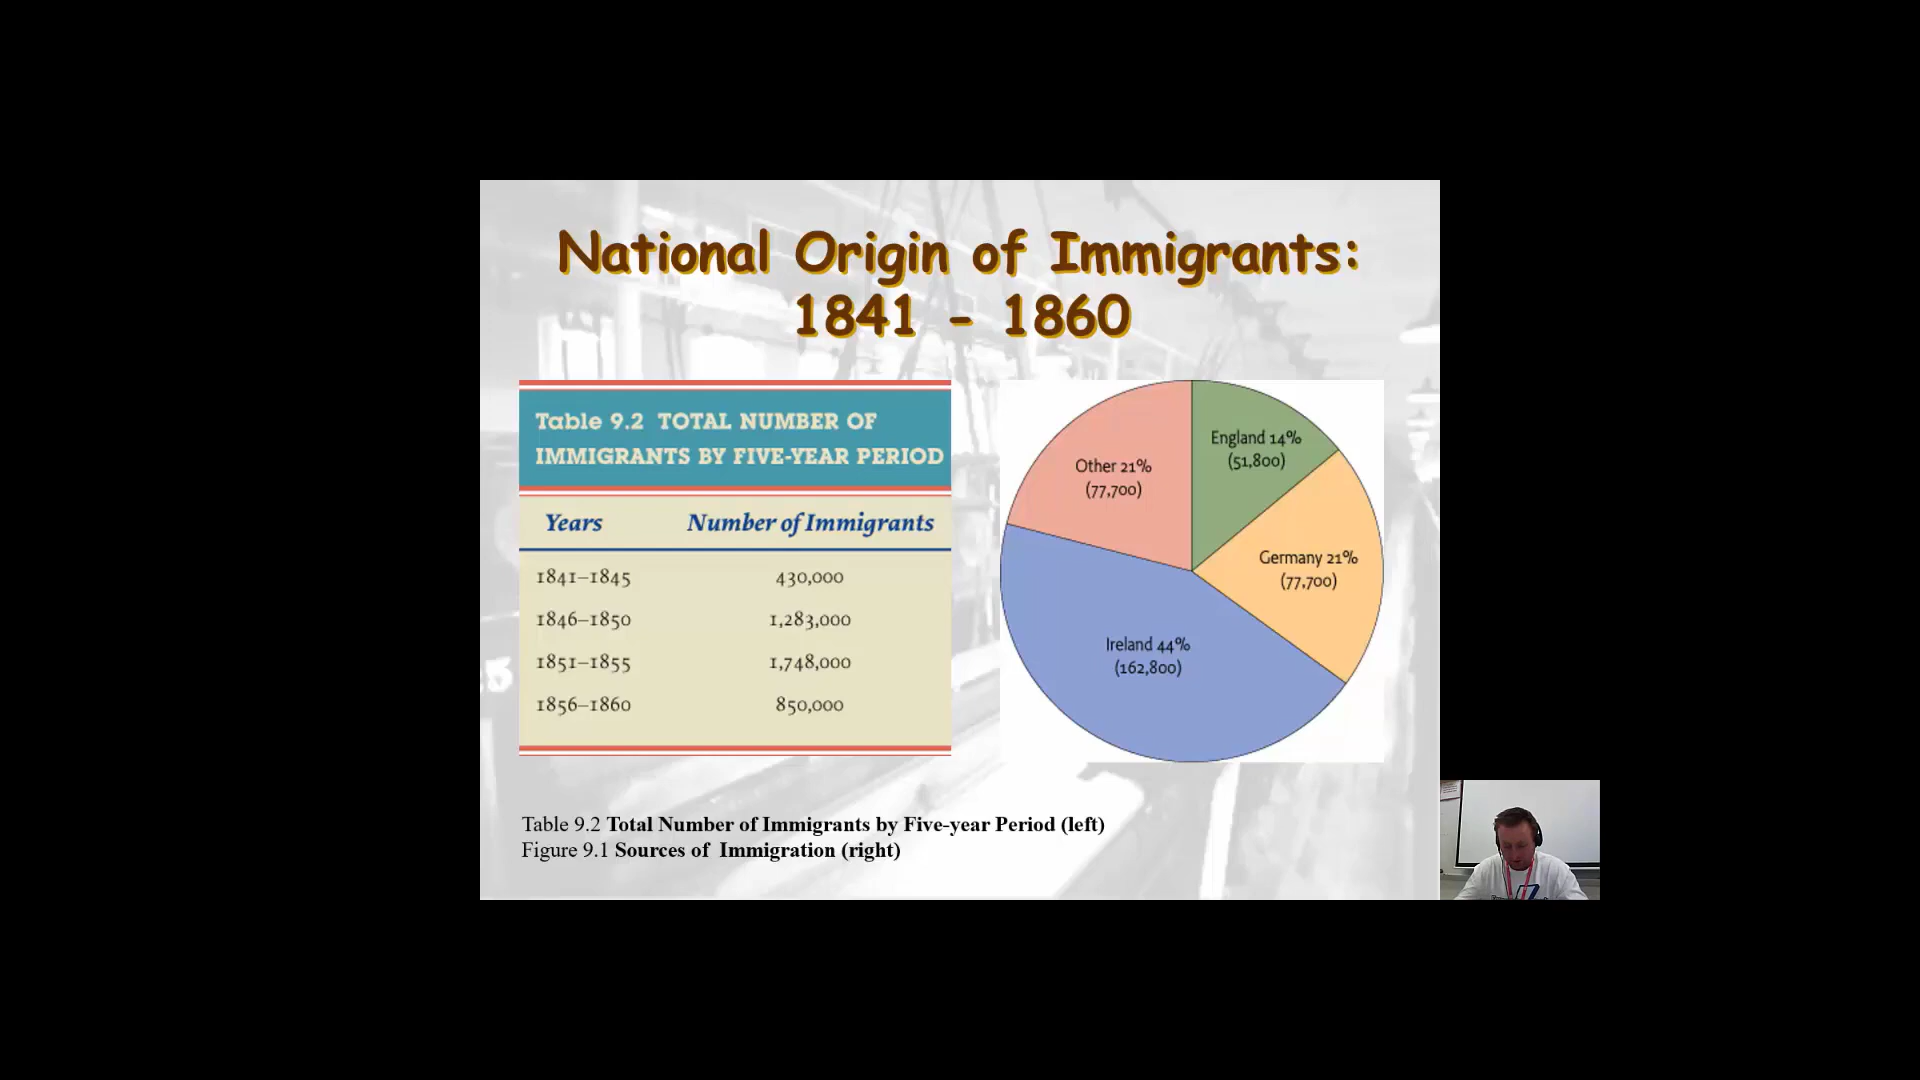 National Origin of Immigrants:
1841 - 1860
Table 9.2 TOTAL NUMBER OF
IMMIGRANTS BY FIVE-YEAR PERIOD
Years Number of Immigrants
1841–1845 430,000
1846–1850 1,283,000
1851–1855 1,748,000
1856–1860 850,000
England 14%
(51,800)
Other 21%
(77,700)
Germany 21%
(77,700)
Ireland 44%
(162,800)
Table 9.2 Total Number of Immigrants by Five-year Period (left)
Figure 9.1 Sources of Immigration (right)